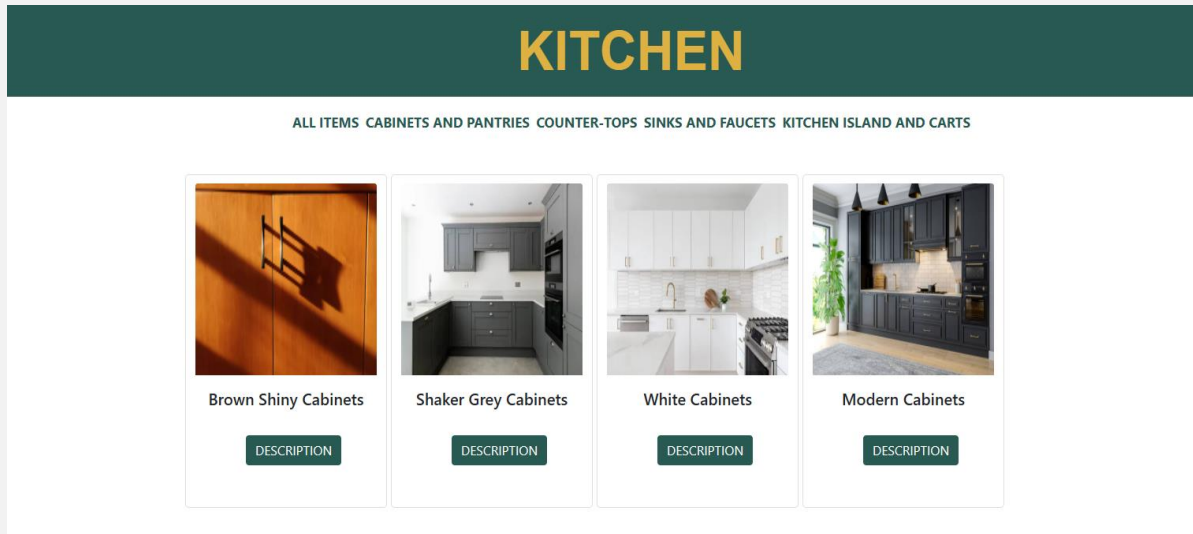 KITCHEN
ALL ITEMS CABINETS AND PANTRIES COUNTER-TOPS SINKS AND FAUCETS KITCHEN ISLAND AND CARTS
Brown Shiny Cabinets
Shaker Grey Cabinets
White Cabinets
Modern Cabinets
DESCRIPTION
DESCRIPTION
DESCRIPTION
DESCRIPTION